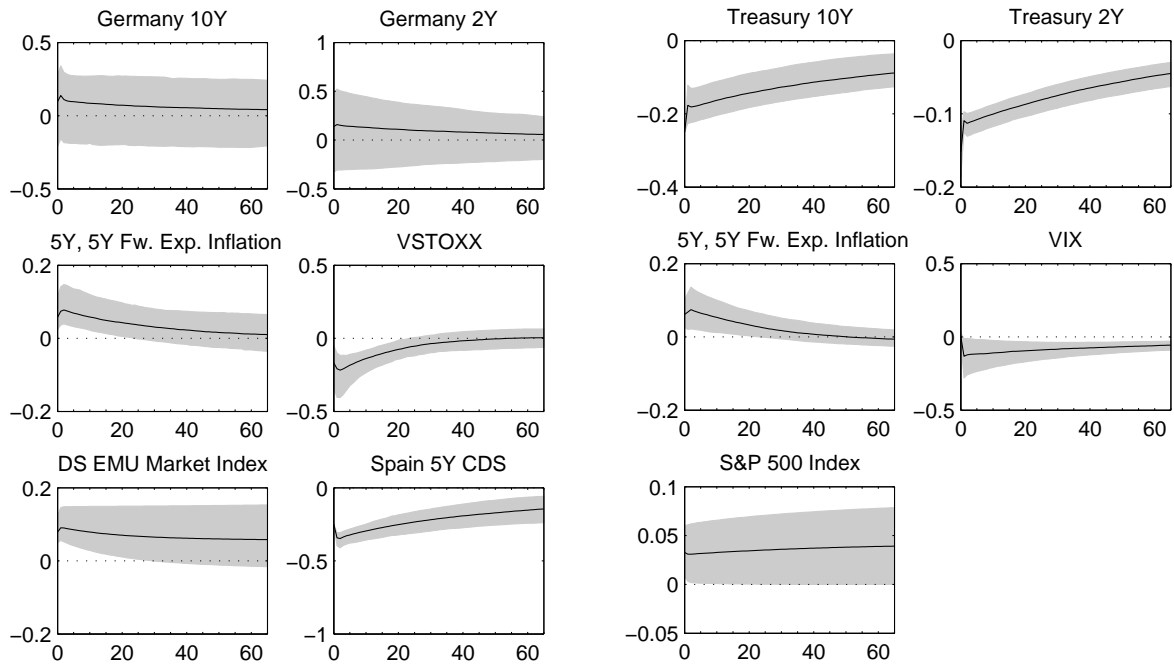 Germany 10Y
0.5
0
−0.5
0 20 40 60
Germany 2Y
1
0.5
0
−0.5
0 20 40 60
Treasury 10Y
0
−0.2
−0.4
0 20 40 60
Treasury 2Y
0
−0.1
−0.2
0 20 40 60
5Y, 5Y Fw. Exp. Inflation
0.2
0
−0.2
0 20 40 60
VSTOXX
0.5
0
−0.5
0 20 40 60
5Y, 5Y Fw. Exp. Inflation
0.2
0
−0.2
0 20 40 60
VIX
0.5
0
−0.5
0 20 40 60
DS EMU Market Index
0.2
0
−0.2
0 20 40 60
Spain 5Y CDS
0
−0.5
−1
0 20 40 60
S&P 500 Index
0.1
0.05
0
−0.05
0 20 40 60